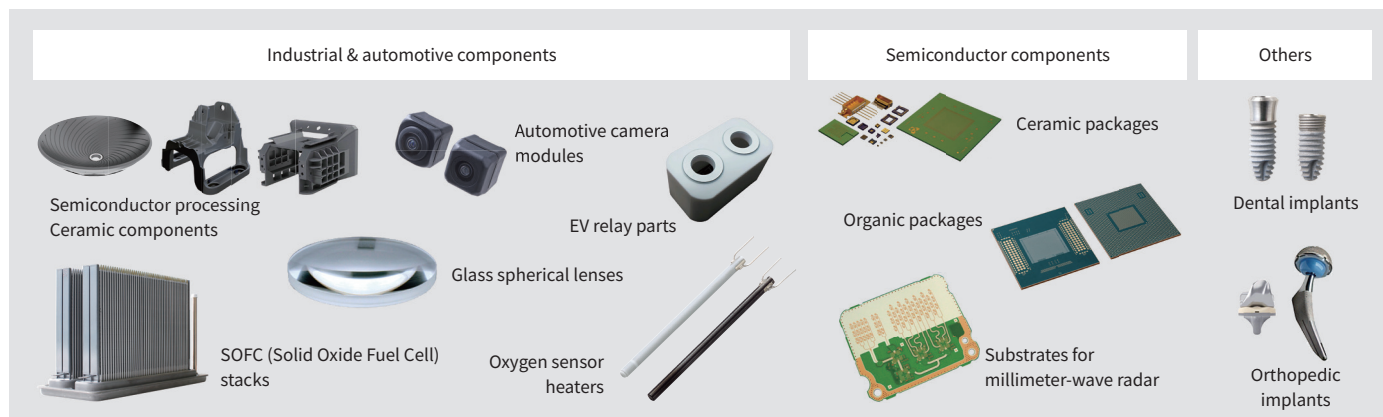 Industrial & automotive components
Semiconductor components
Others
Automotive camera
modules
Semiconductor processing
Ceramic components
EV relay parts
Glass spherical lenses
SOFC (Solid Oxide Fuel Cell)
stacks
Oxygen sensor
heaters
Ceramic packages
Organic packages
Substrates for
millimeter-wave radar
Dental implants
Orthopedic
implants